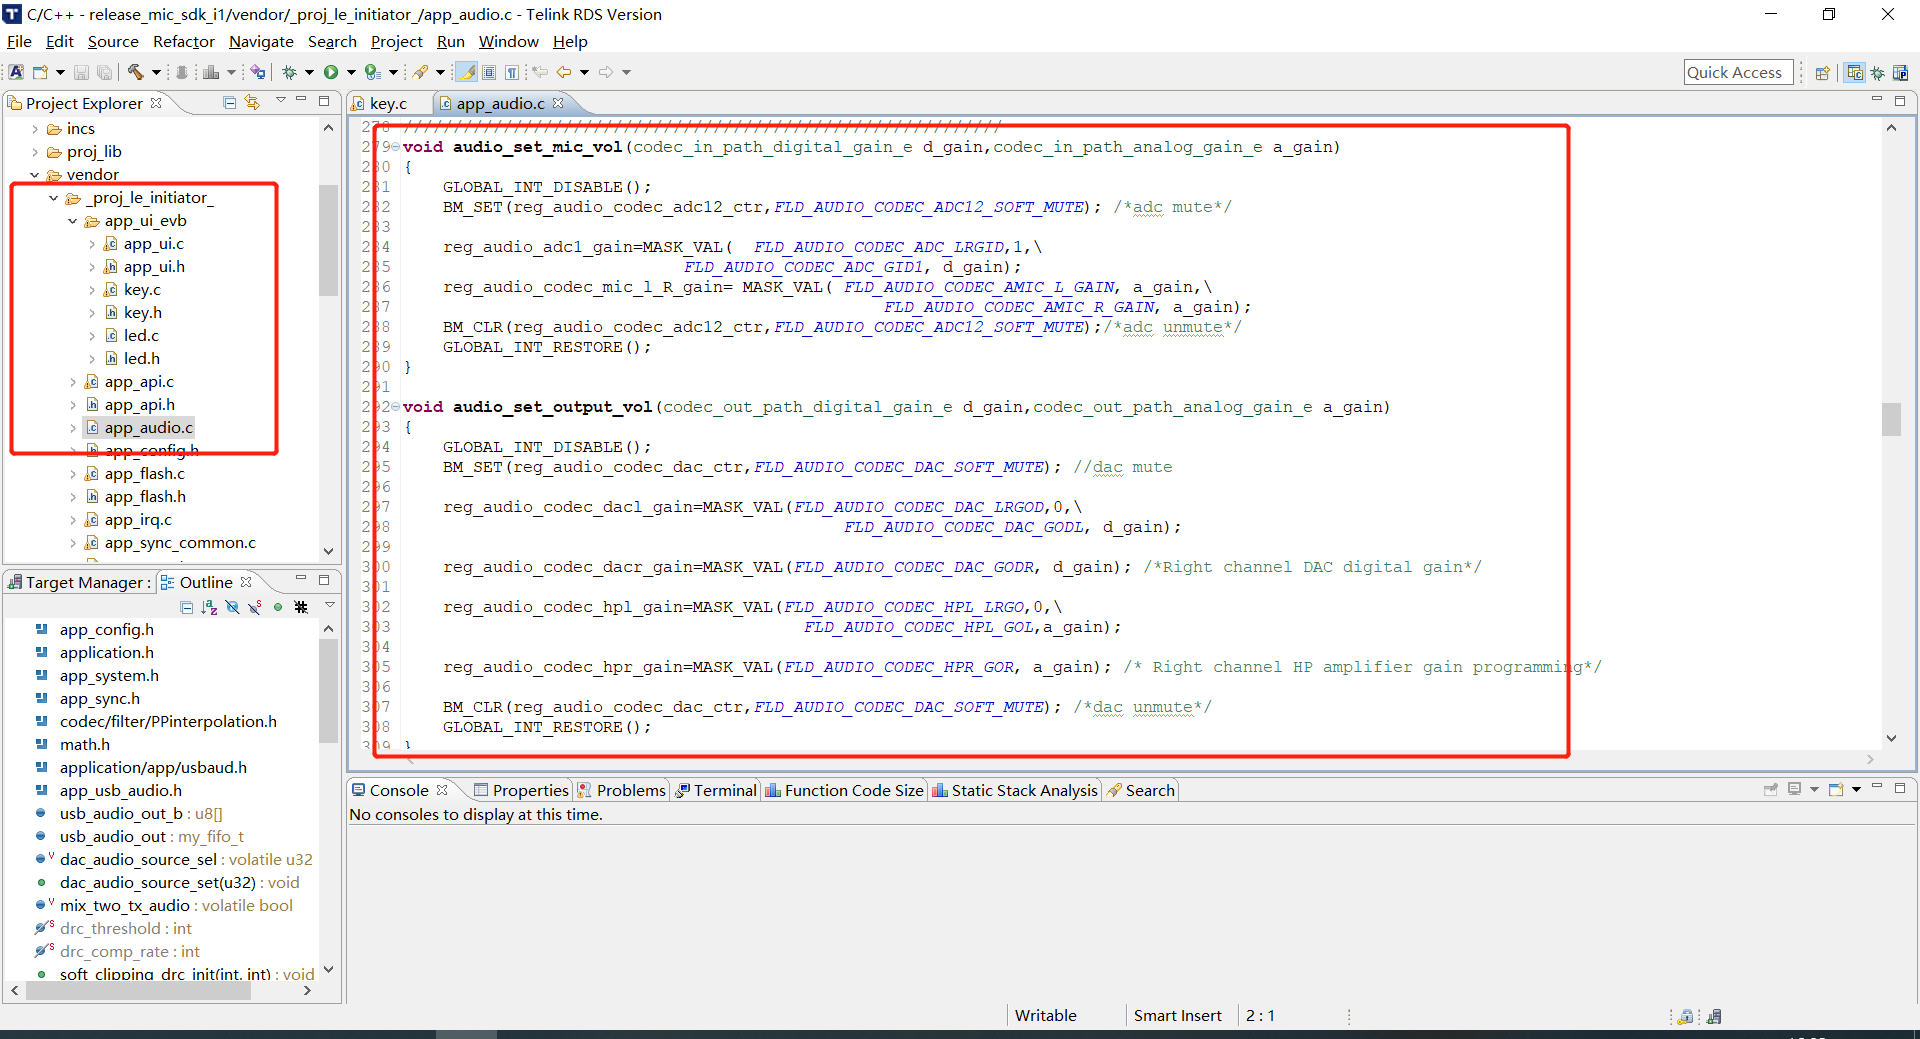 C/C++ - release_mic_sdk_i1/vendor/_proj_le_initiator_/app_audio.c - Telink RDS Version
File Edit Source Refactor Navigate Search Project Run Window Help
Quick Access
Project Explorer
incs
proj_lib
vendor
_proj_le_initiator_
app_ui_evb
app_ui.c
app_ui.h
key.c
key.h
led.c
led.h
app_api.c
app_api.h
app_audio.c
app_config.h
app_flash.c
app_flash.h
app_irq.c
app_sync_common.c
Target Manager : Outline
app_config.h
application.h
app_system.h
app_sync.h
codec/filter/PPinterpolation.h
math.h
application/app/usbaud.h
app_usb_audio.h
usb_audio_out_b : u8[]
usb_audio_out : my_fifo_t
dac_audio_source_sel : volatile u32
dac_audio_source_set(u32) : void
mix_two_tx_audio : volatile bool
drc_threshold : int
drc_comp_rate : int
soft_clipping_drc_init(int, int) : void
key.c app_audio.c
278 ////////////////////////////////////////////////////////////
279 void audio_set_mic_vol(codec_in_path_digital_gain_e d_gain,codec_in_path_analog_gain_e a_gain)
280 {
281 GLOBAL_INT_DISABLE();
282 BM_SET(reg_audio_codec_adc12_ctr,FLD_AUDIO_CODEC_ADC12_SOFT_MUTE); /*adc mute*/
283
284 reg_audio_adc1_gain=MASK_VAL( FLD_AUDIO_CODEC_ADC_LRGID,1,\
285 FLD_AUDIO_CODEC_ADC_GID1, d_gain);
286 reg_audio_codec_mic_l_R_gain= MASK_VAL( FLD_AUDIO_CODEC_AMIC_L_GAIN, a_gain,\
287 FLD_AUDIO_CODEC_AMIC_R_GAIN, a_gain);
288 BM_CLR(reg_audio_codec_adc12_ctr,FLD_AUDIO_CODEC_ADC12_SOFT_MUTE);/*adc unmute*/
289 GLOBAL_INT_RESTORE();
290 }
291
292 void audio_set_output_vol(codec_out_path_digital_gain_e d_gain,codec_out_path_analog_gain_e a_gain)
293 {
294 GLOBAL_INT_DISABLE();
295 BM_SET(reg_audio_codec_dac_ctr,FLD_AUDIO_CODEC_DAC_SOFT_MUTE); //dac mute
296
297 reg_audio_codec_dacl_gain=MASK_VAL(FLD_AUDIO_CODEC_DAC_LRGOD,0,\
298 FLD_AUDIO_CODEC_DAC_GODL, d_gain);
299
300 reg_audio_codec_dacr_gain=MASK_VAL(FLD_AUDIO_CODEC_DAC_GODR, d_gain); /*Right channel DAC digital gain*/
301
302 reg_audio_codec_hpl_gain=MASK_VAL(FLD_AUDIO_CODEC_HPL_LRGO,0,\
303 FLD_AUDIO_CODEC_HPL_GOL,a_gain);
304
305 reg_audio_codec_hpr_gain=MASK_VAL(FLD_AUDIO_CODEC_HPR_GOR, a_gain); /* Right channel HP amplifier gain programming*/
306
307 BM_CLR(reg_audio_codec_dac_ctr,FLD_AUDIO_CODEC_DAC_SOFT_MUTE); /*dac unmute*/
308 GLOBAL_INT_RESTORE();
309 }
Console Properties Problems Terminal Function Code Size Static Stack Analysis Search
No consoles to display at this time.
Writable Smart Insert 2 : 1